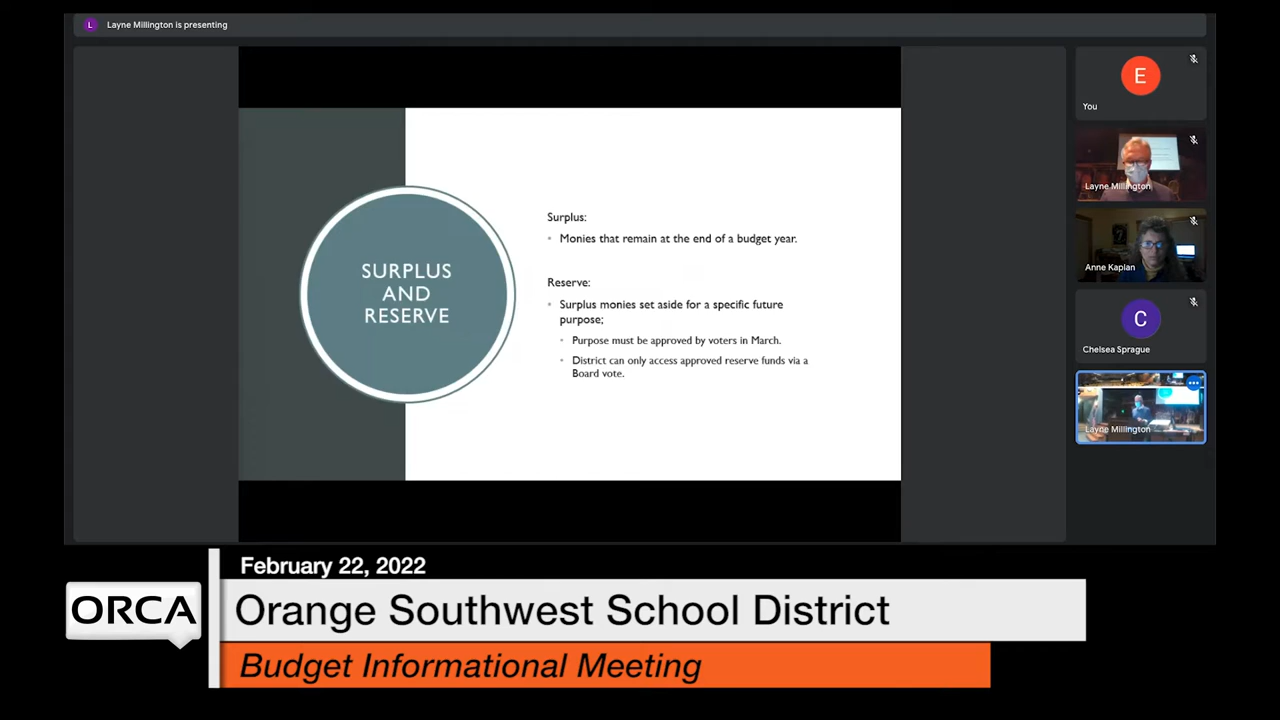 L
Layne Millington is presenting
SURPLUS
AND
RESERVE
Surplus:
• Monies that remain at the end of a budget year.
Reserve:
• Surplus monies set aside for a specific future
purpose;
• Purpose must be approved by voters in March.
• District can only access approved reserve funds via a
Board vote.
E
You
Layne Millington
Anne Kaplan
C
Chelsea Sprague
Layne Millington
February 22, 2022
ORCA
Orange Southwest School District
Budget Informational Meeting